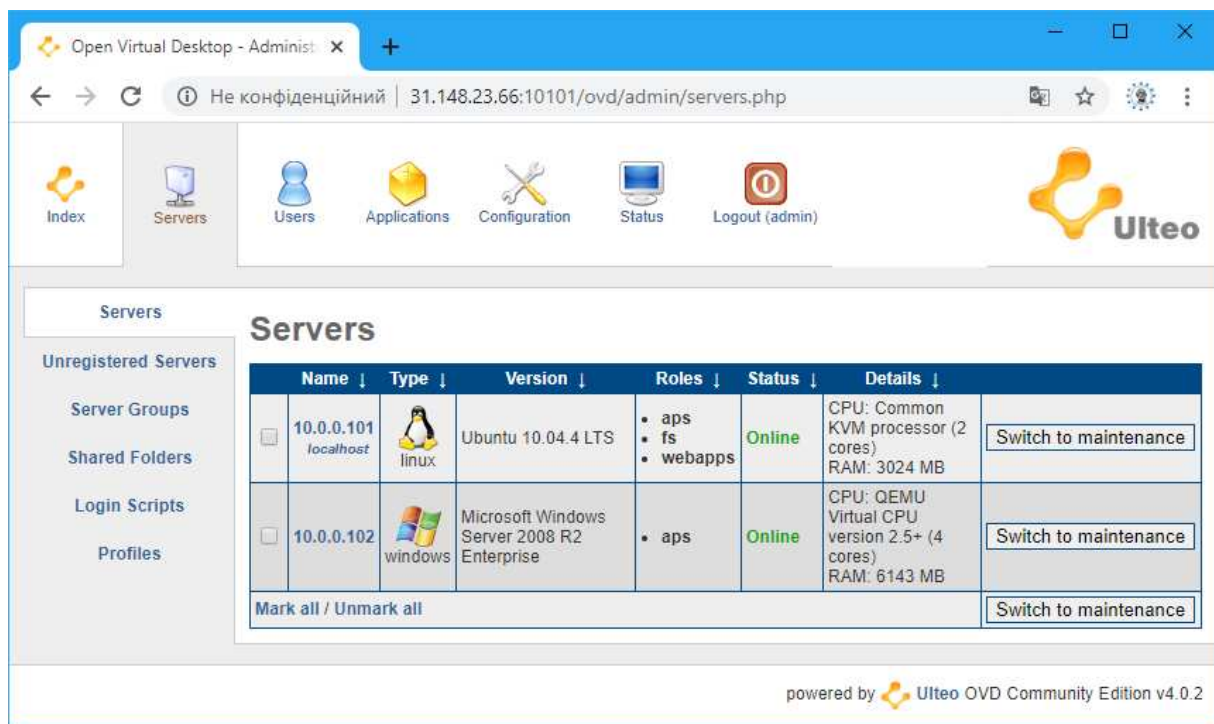 Open Virtual Desktop - Administ
Не конфіденційний | 31.148.23.66:10101/ovd/admin/servers.php
Index
Servers
Users
Applications
Configuration
Status
Logout (admin)
Ulteo
Servers
Unregistered Servers
Server Groups
Shared Folders
Login Scripts
Profiles
Servers
Name ↓ Type ↓ Version ↓ Roles ↓ Status ↓ Details ↓
10.0.0.101
localhost
linux
Ubuntu 10.04.4 LTS
• aps
• fs
• webapps
Online
CPU: Common
KVM processor (2
cores)
RAM: 3024 MB
Switch to maintenance
10.0.0.102
windows
Microsoft Windows
Server 2008 R2
Enterprise
• aps
Online
CPU: QEMU
Virtual CPU
version 2.5+ (4
cores)
RAM: 6143 MB
Switch to maintenance
Mark all / Unmark all
Switch to maintenance
powered by Ulteo OVD Community Edition v4.0.2